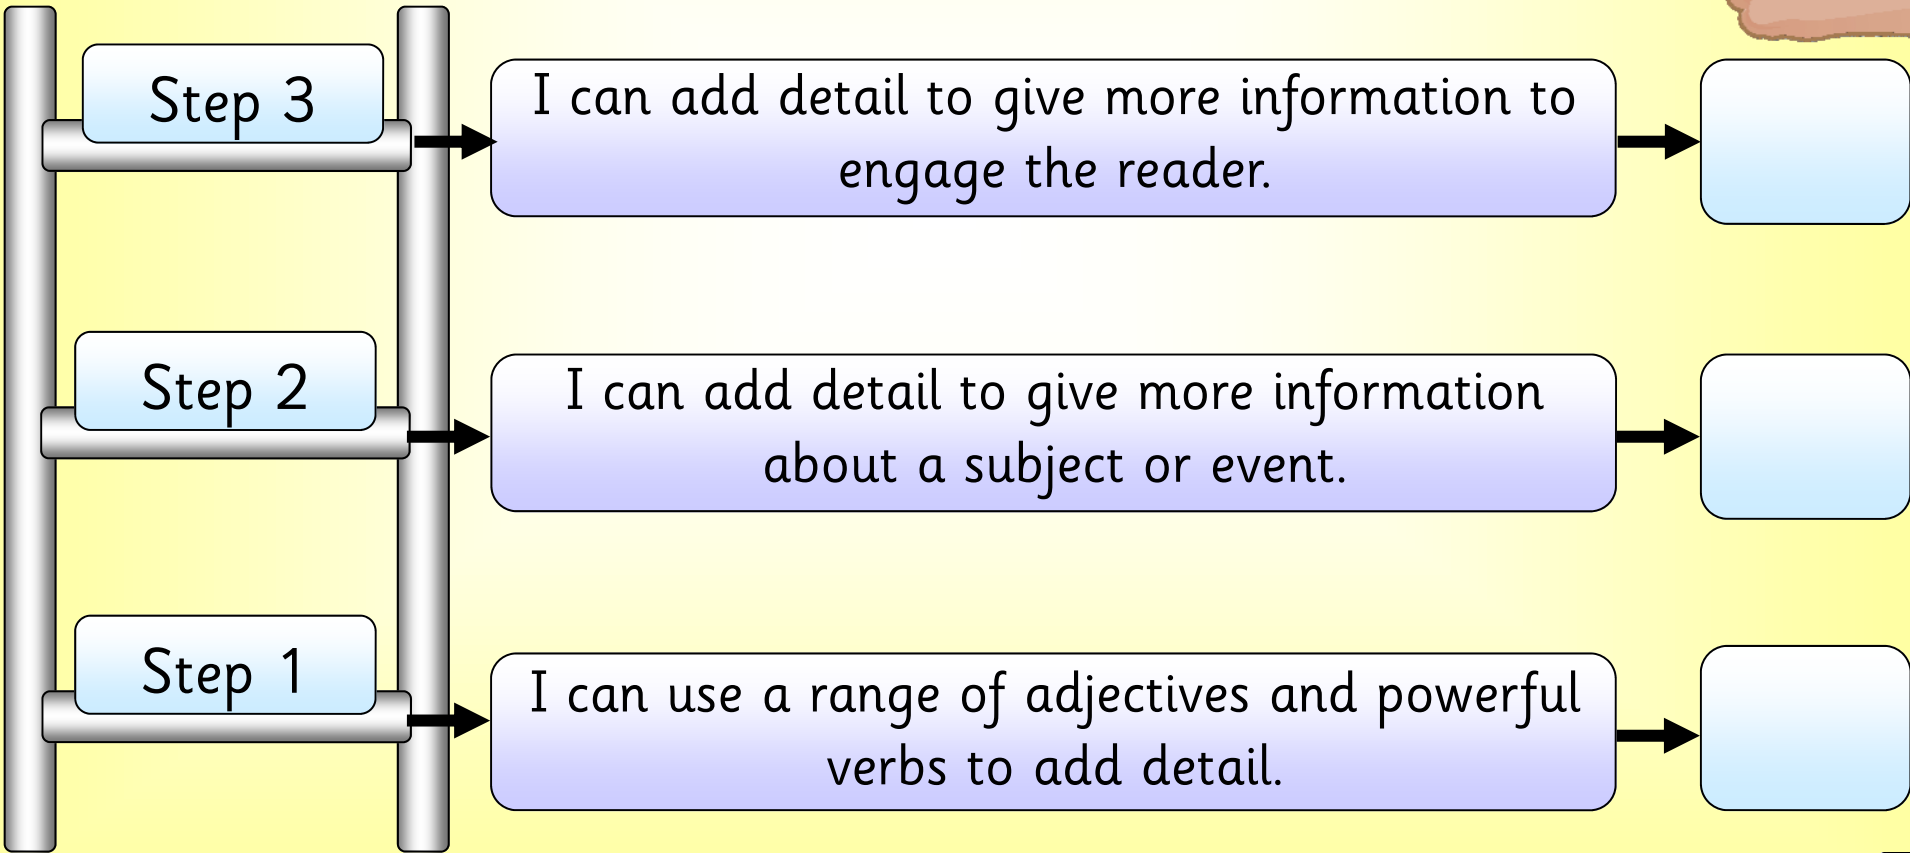 Step 3
I can add detail to give more information to
engage the reader.
Step 2
I can add detail to give more information
about a subject or event.
Step 1
I can use a range of adjectives and powerful
verbs to add detail.